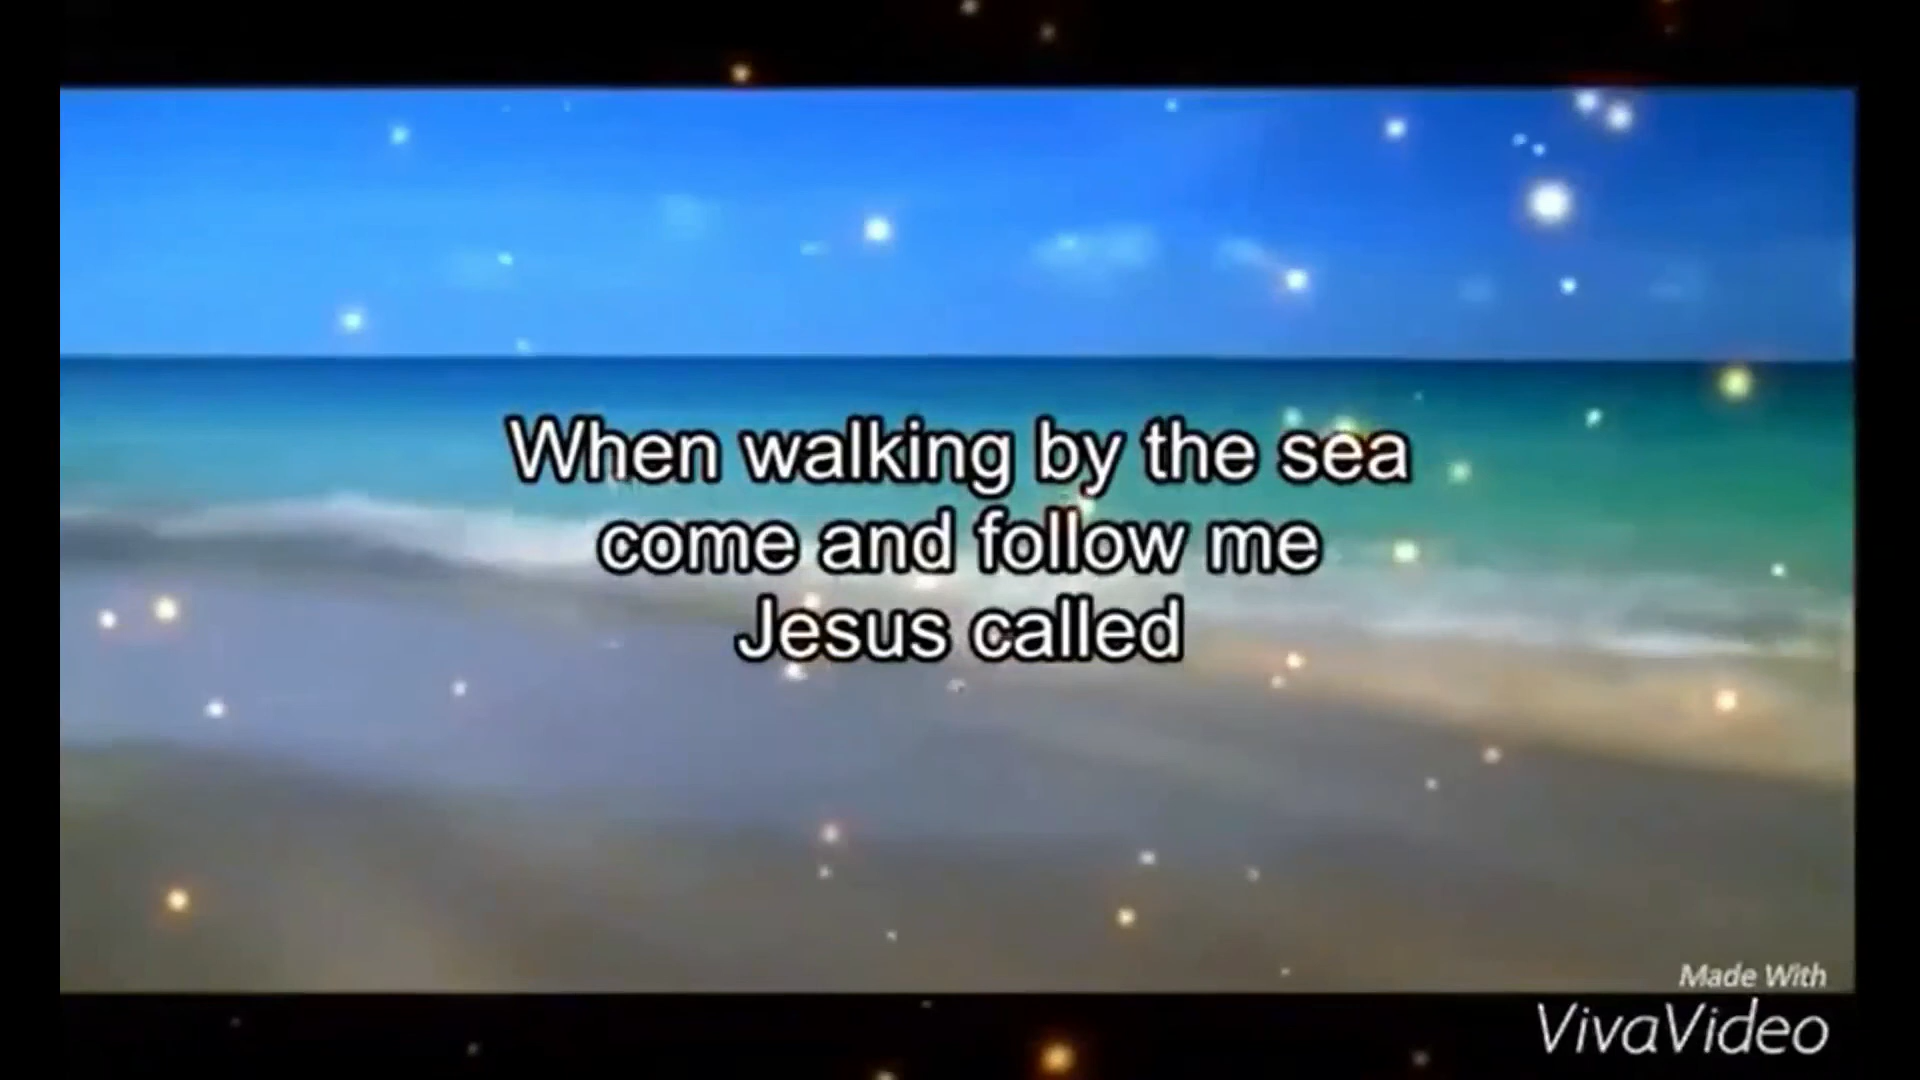 When walking by the sea
come and follow me
Jesus called
Made With
VivaVideo